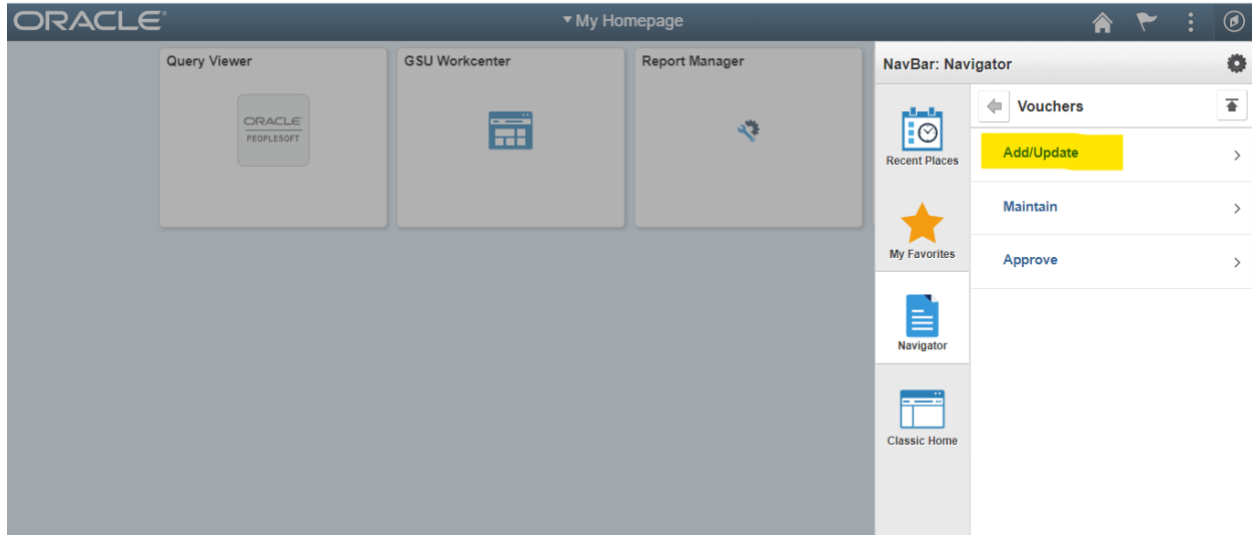 ORACLE
My Homepage
Query Viewer
ORACLE
PEOPLESOFT
GSU Workcenter
Report Manager
NavBar: Navigator
Recent Places
My Favorites
Navigator
Classic Home
Vouchers
Add/Update
Maintain
Approve